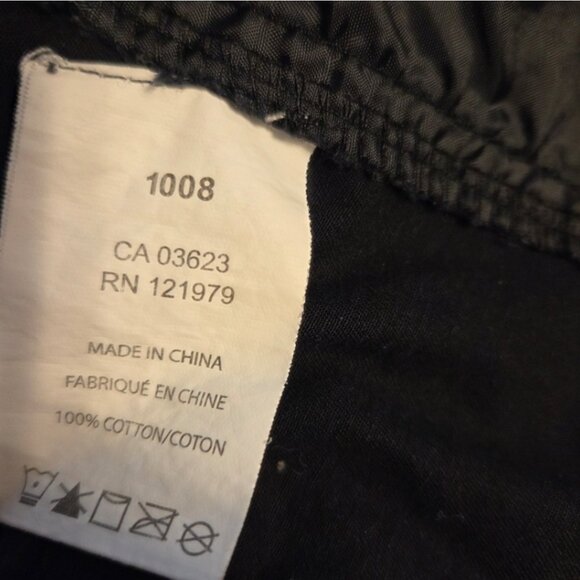 1008
CA 03623
RN 121979
MADE IN CHINA
FABRIQUÉ EN CHINE
100% COTTON/COTON